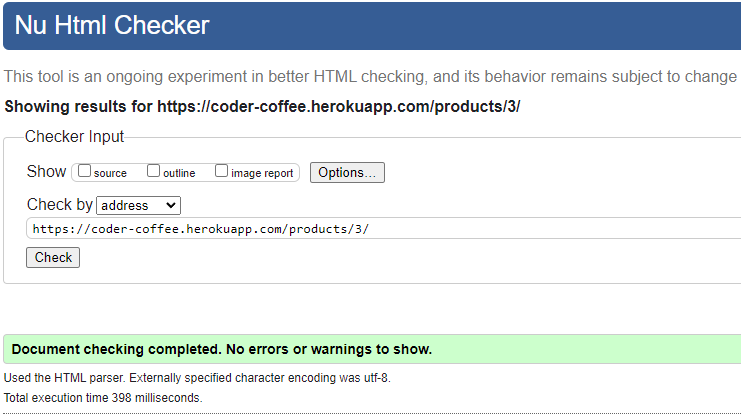 Nu Html Checker
This tool is an ongoing experiment in better HTML checking, and its behavior remains subject to change
Showing results for https://coder-coffee.herokuapp.com/products/3/
Checker Input
Show source outline image report Options...
Check by address
https://coder-coffee.herokuapp.com/products/3/
Check
Document checking completed. No errors or warnings to show.
Used the HTML parser. Externally specified character encoding was utf-8.
Total execution time 398 milliseconds.